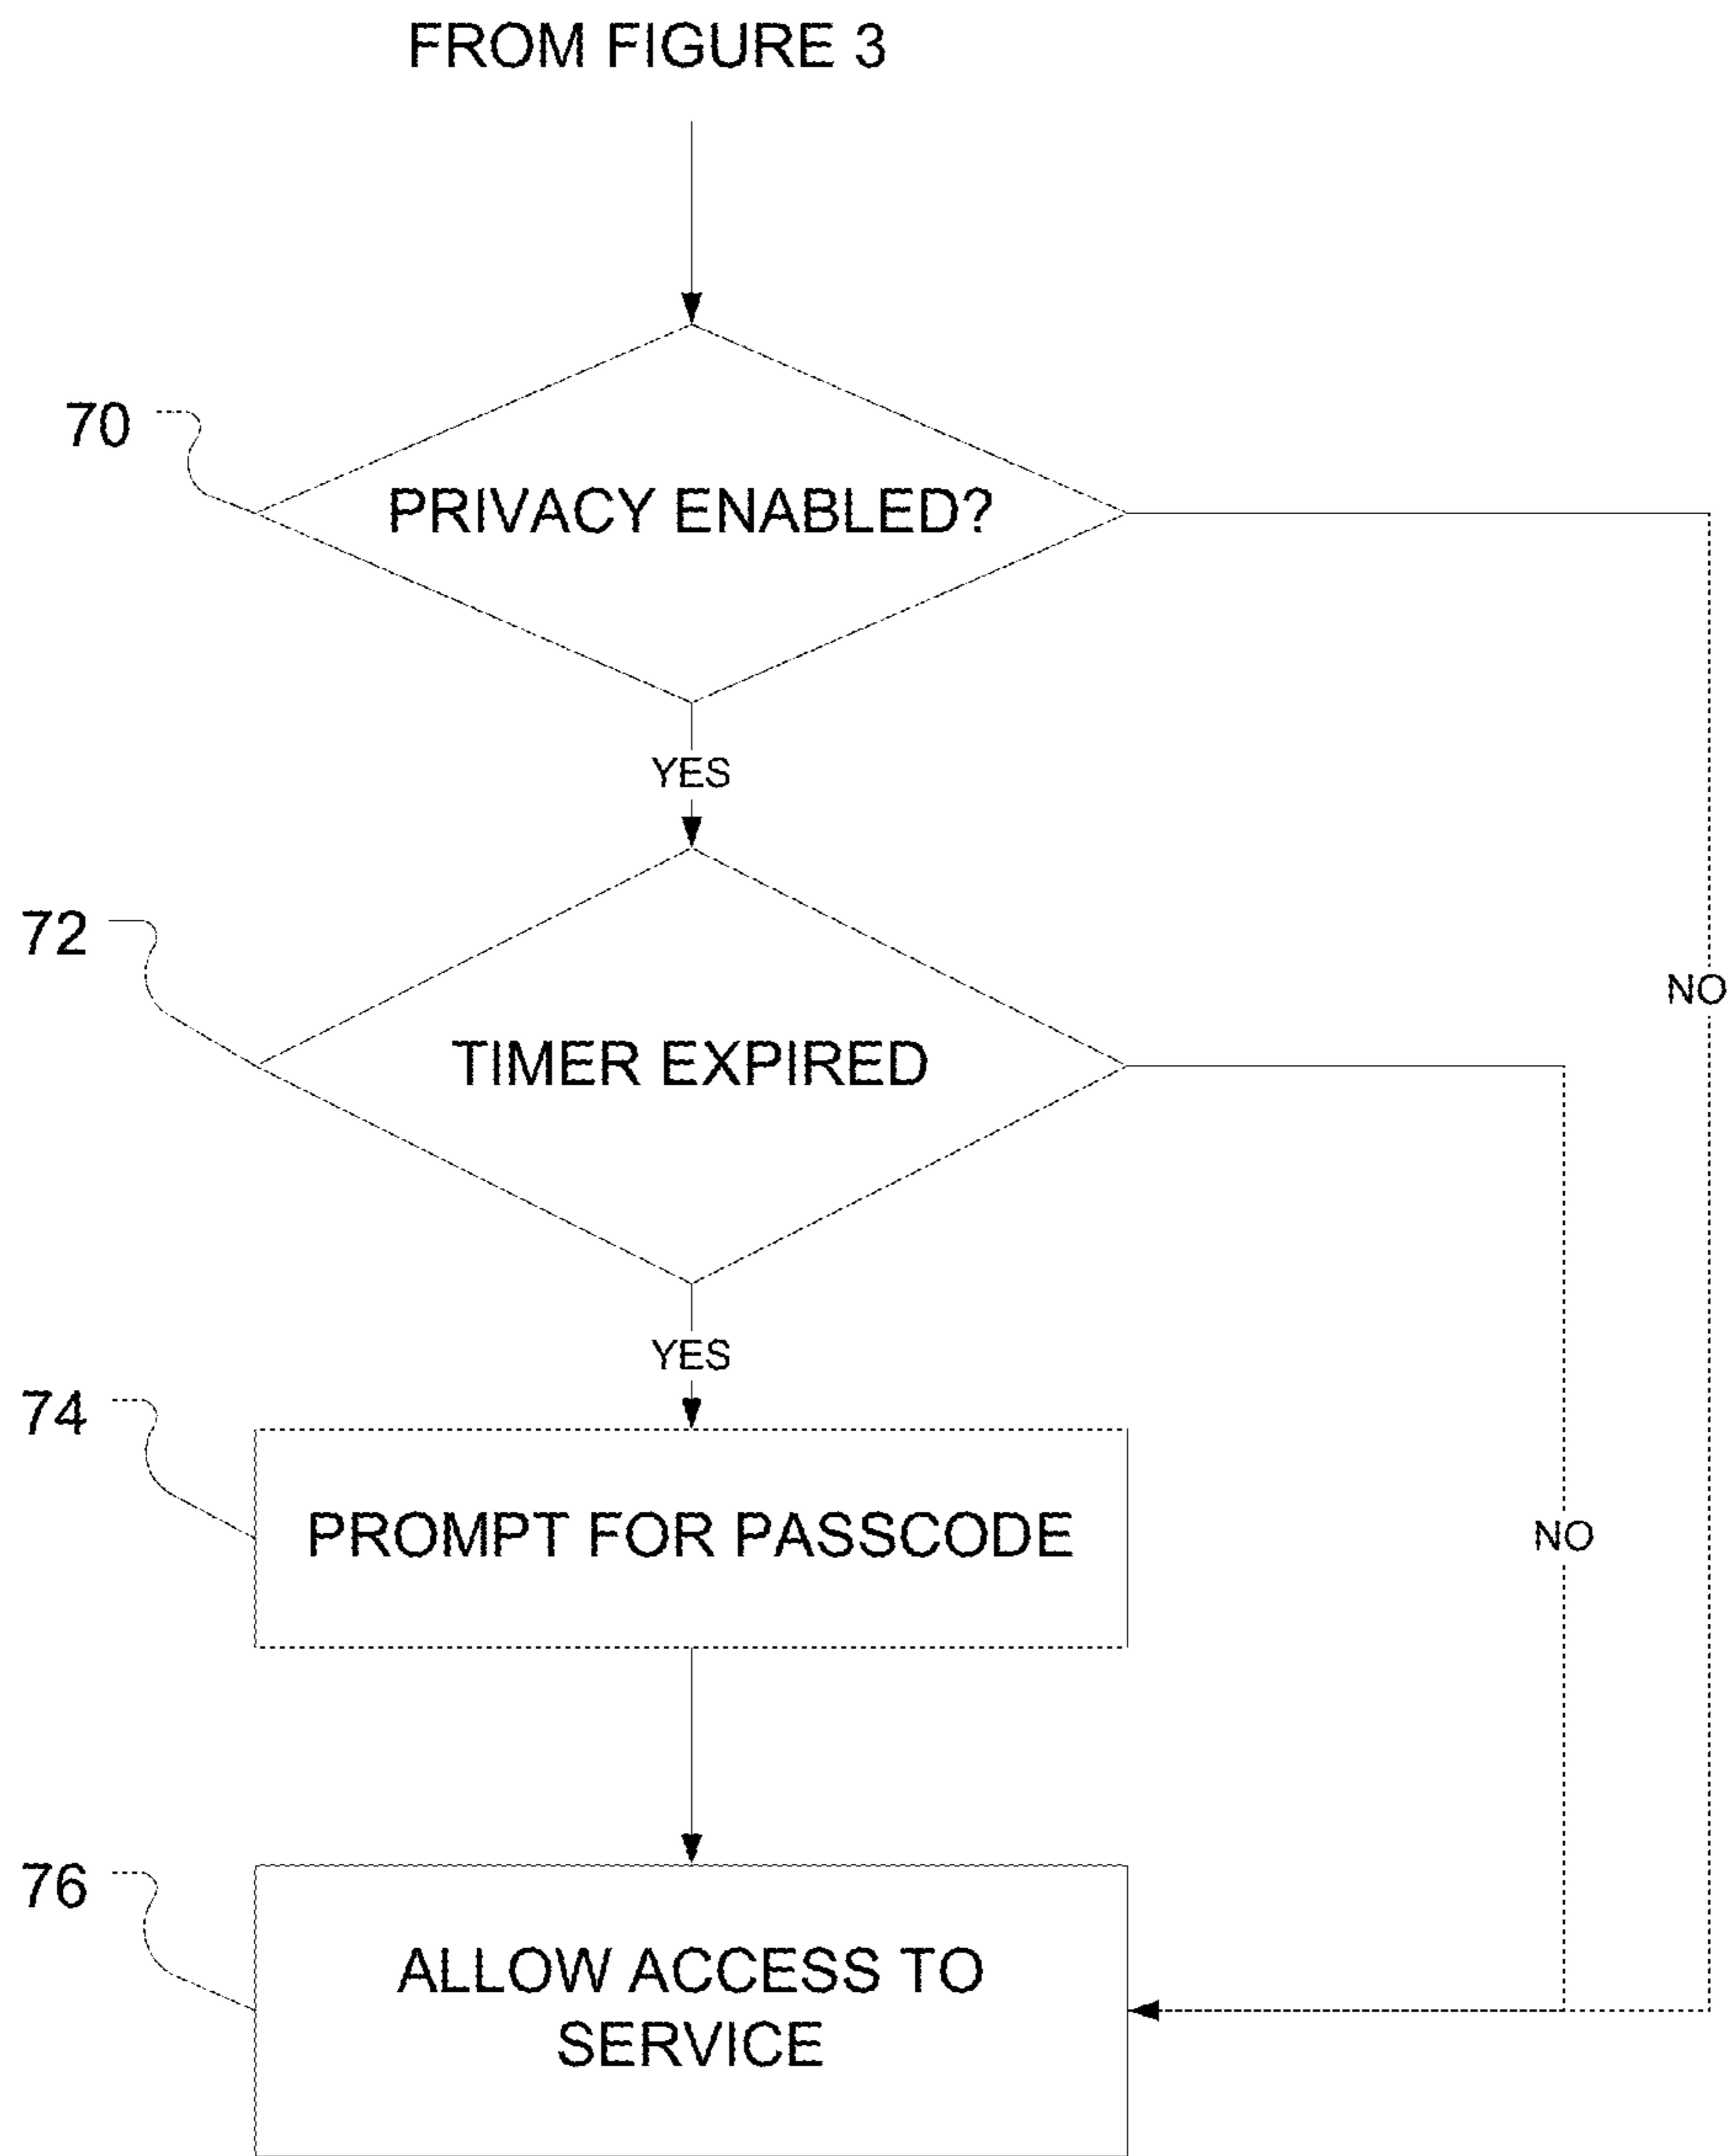 FROM FIGURE 3
70
PRIVACY ENABLED?
YES
72
NO
TIMER EXPIRED
YES
74
PROMPT FOR PASSCODE
NO
76
ALLOW ACCESS TO
SERVICE